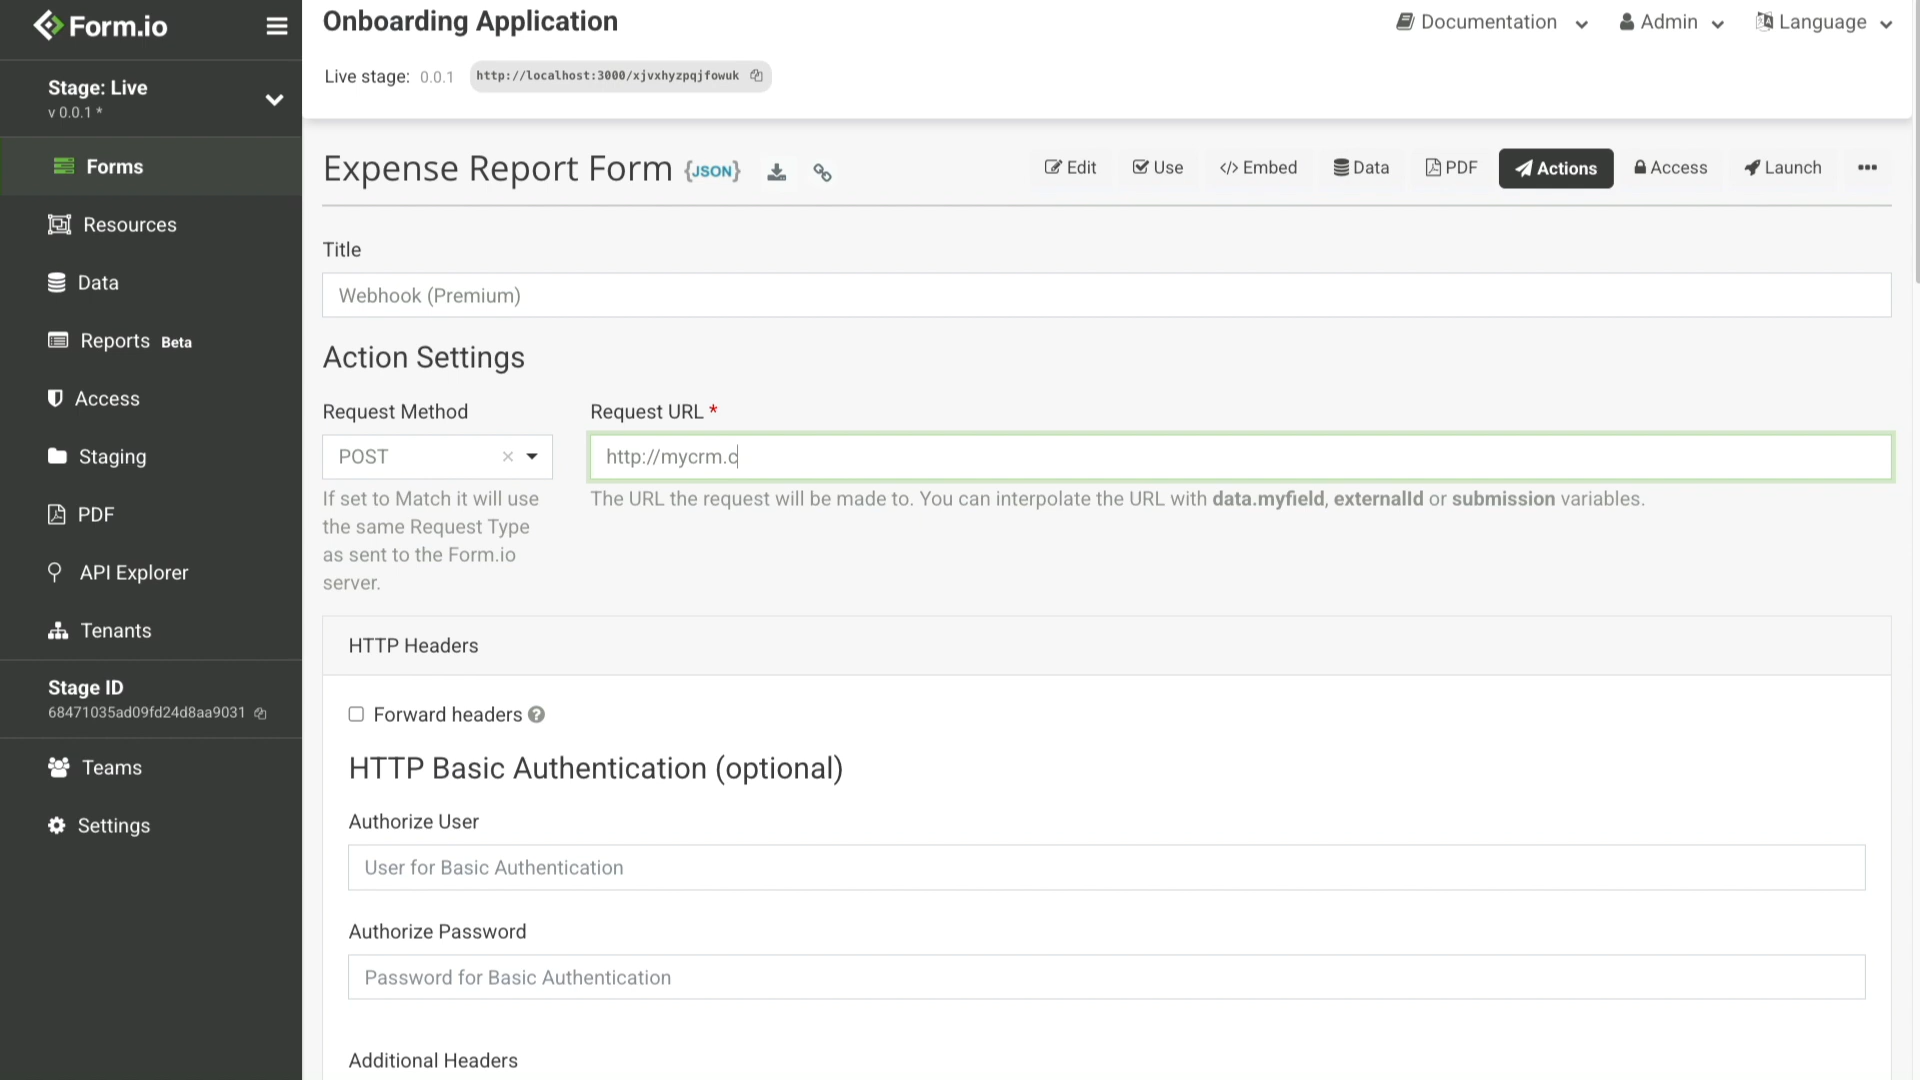 Form.io
Stage: Live
v 0.0.1 *
Forms
Resources
Data
Reports Beta
Access
Staging
PDF
API Explorer
Tenants
Stage ID
68471035ad09fd24d8aa9031
Teams
Settings
Onboarding Application
Documentation
Admin
Language
Live stage: 0.0.1 http://localhost:3000/xjvxhyzpqjfowuk
Expense Report Form {JSON}
Edit
Use
</> Embed
Data
PDF
Actions
Access
Launch
Title
Webhook (Premium)
Action Settings
Request Method
POST
If set to Match it will use
the same Request Type
as sent to the Form.io
server.
Request URL *
http://mycrm.c
The URL the request will be made to. You can interpolate the URL with data.myfield, externalId or submission variables.
HTTP Headers
Forward headers
HTTP Basic Authentication (optional)
Authorize User
User for Basic Authentication
Authorize Password
Password for Basic Authentication
Additional Headers